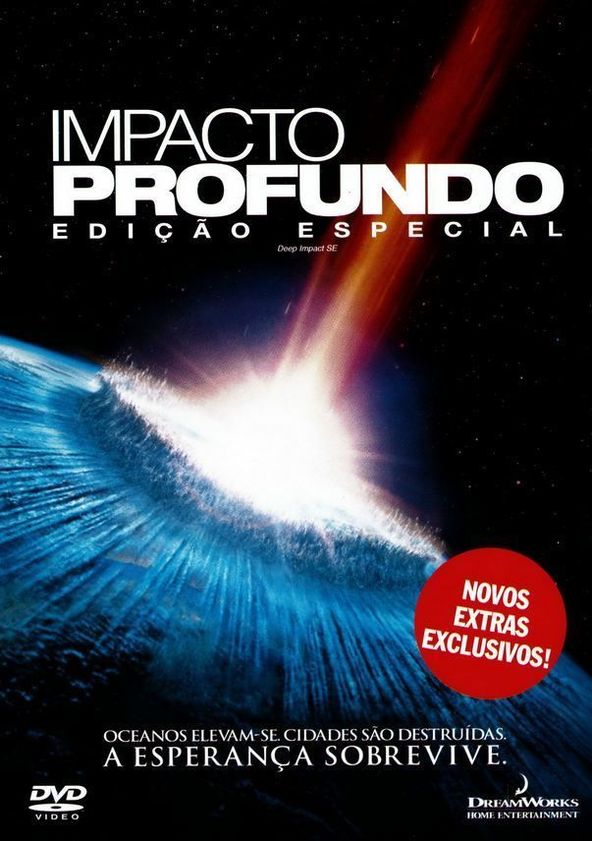 IMPACTO
PROFUNDO
EDIÇÃO ESPECIAL
Deep Impact SE
NOVOS
EXTRAS
EXCLUSIVOS!
OCEANOS ELEVAM-SE. CIDADES SÃO DESTRUÍDAS.
A ESPERANÇA SOBREVIVE.
DVD
VIDEO
DREAMWORKS
HOME ENTERTAINMENT